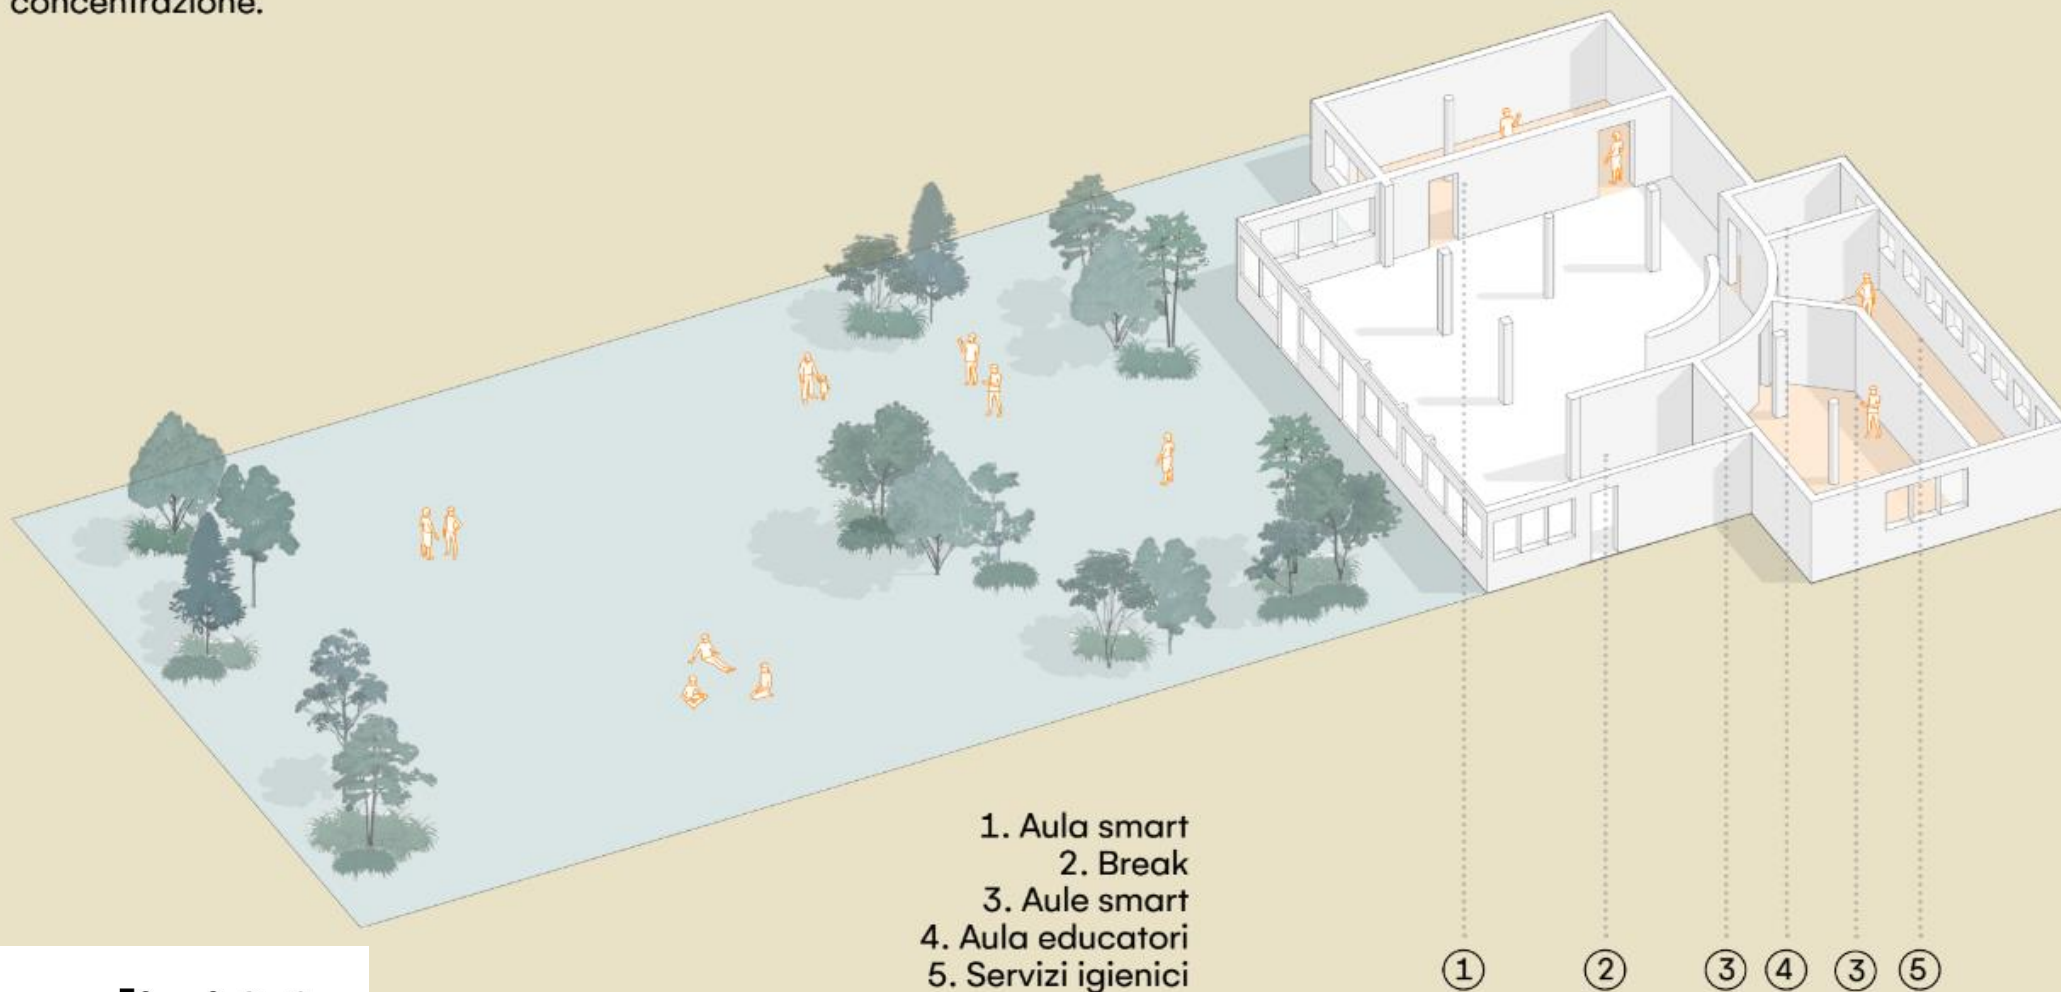 concentrazione.
1. Aula smart
2. Break
3. Aule smart
4. Aula educatori
5. Servizi igienici
1 2 3 4 3 5